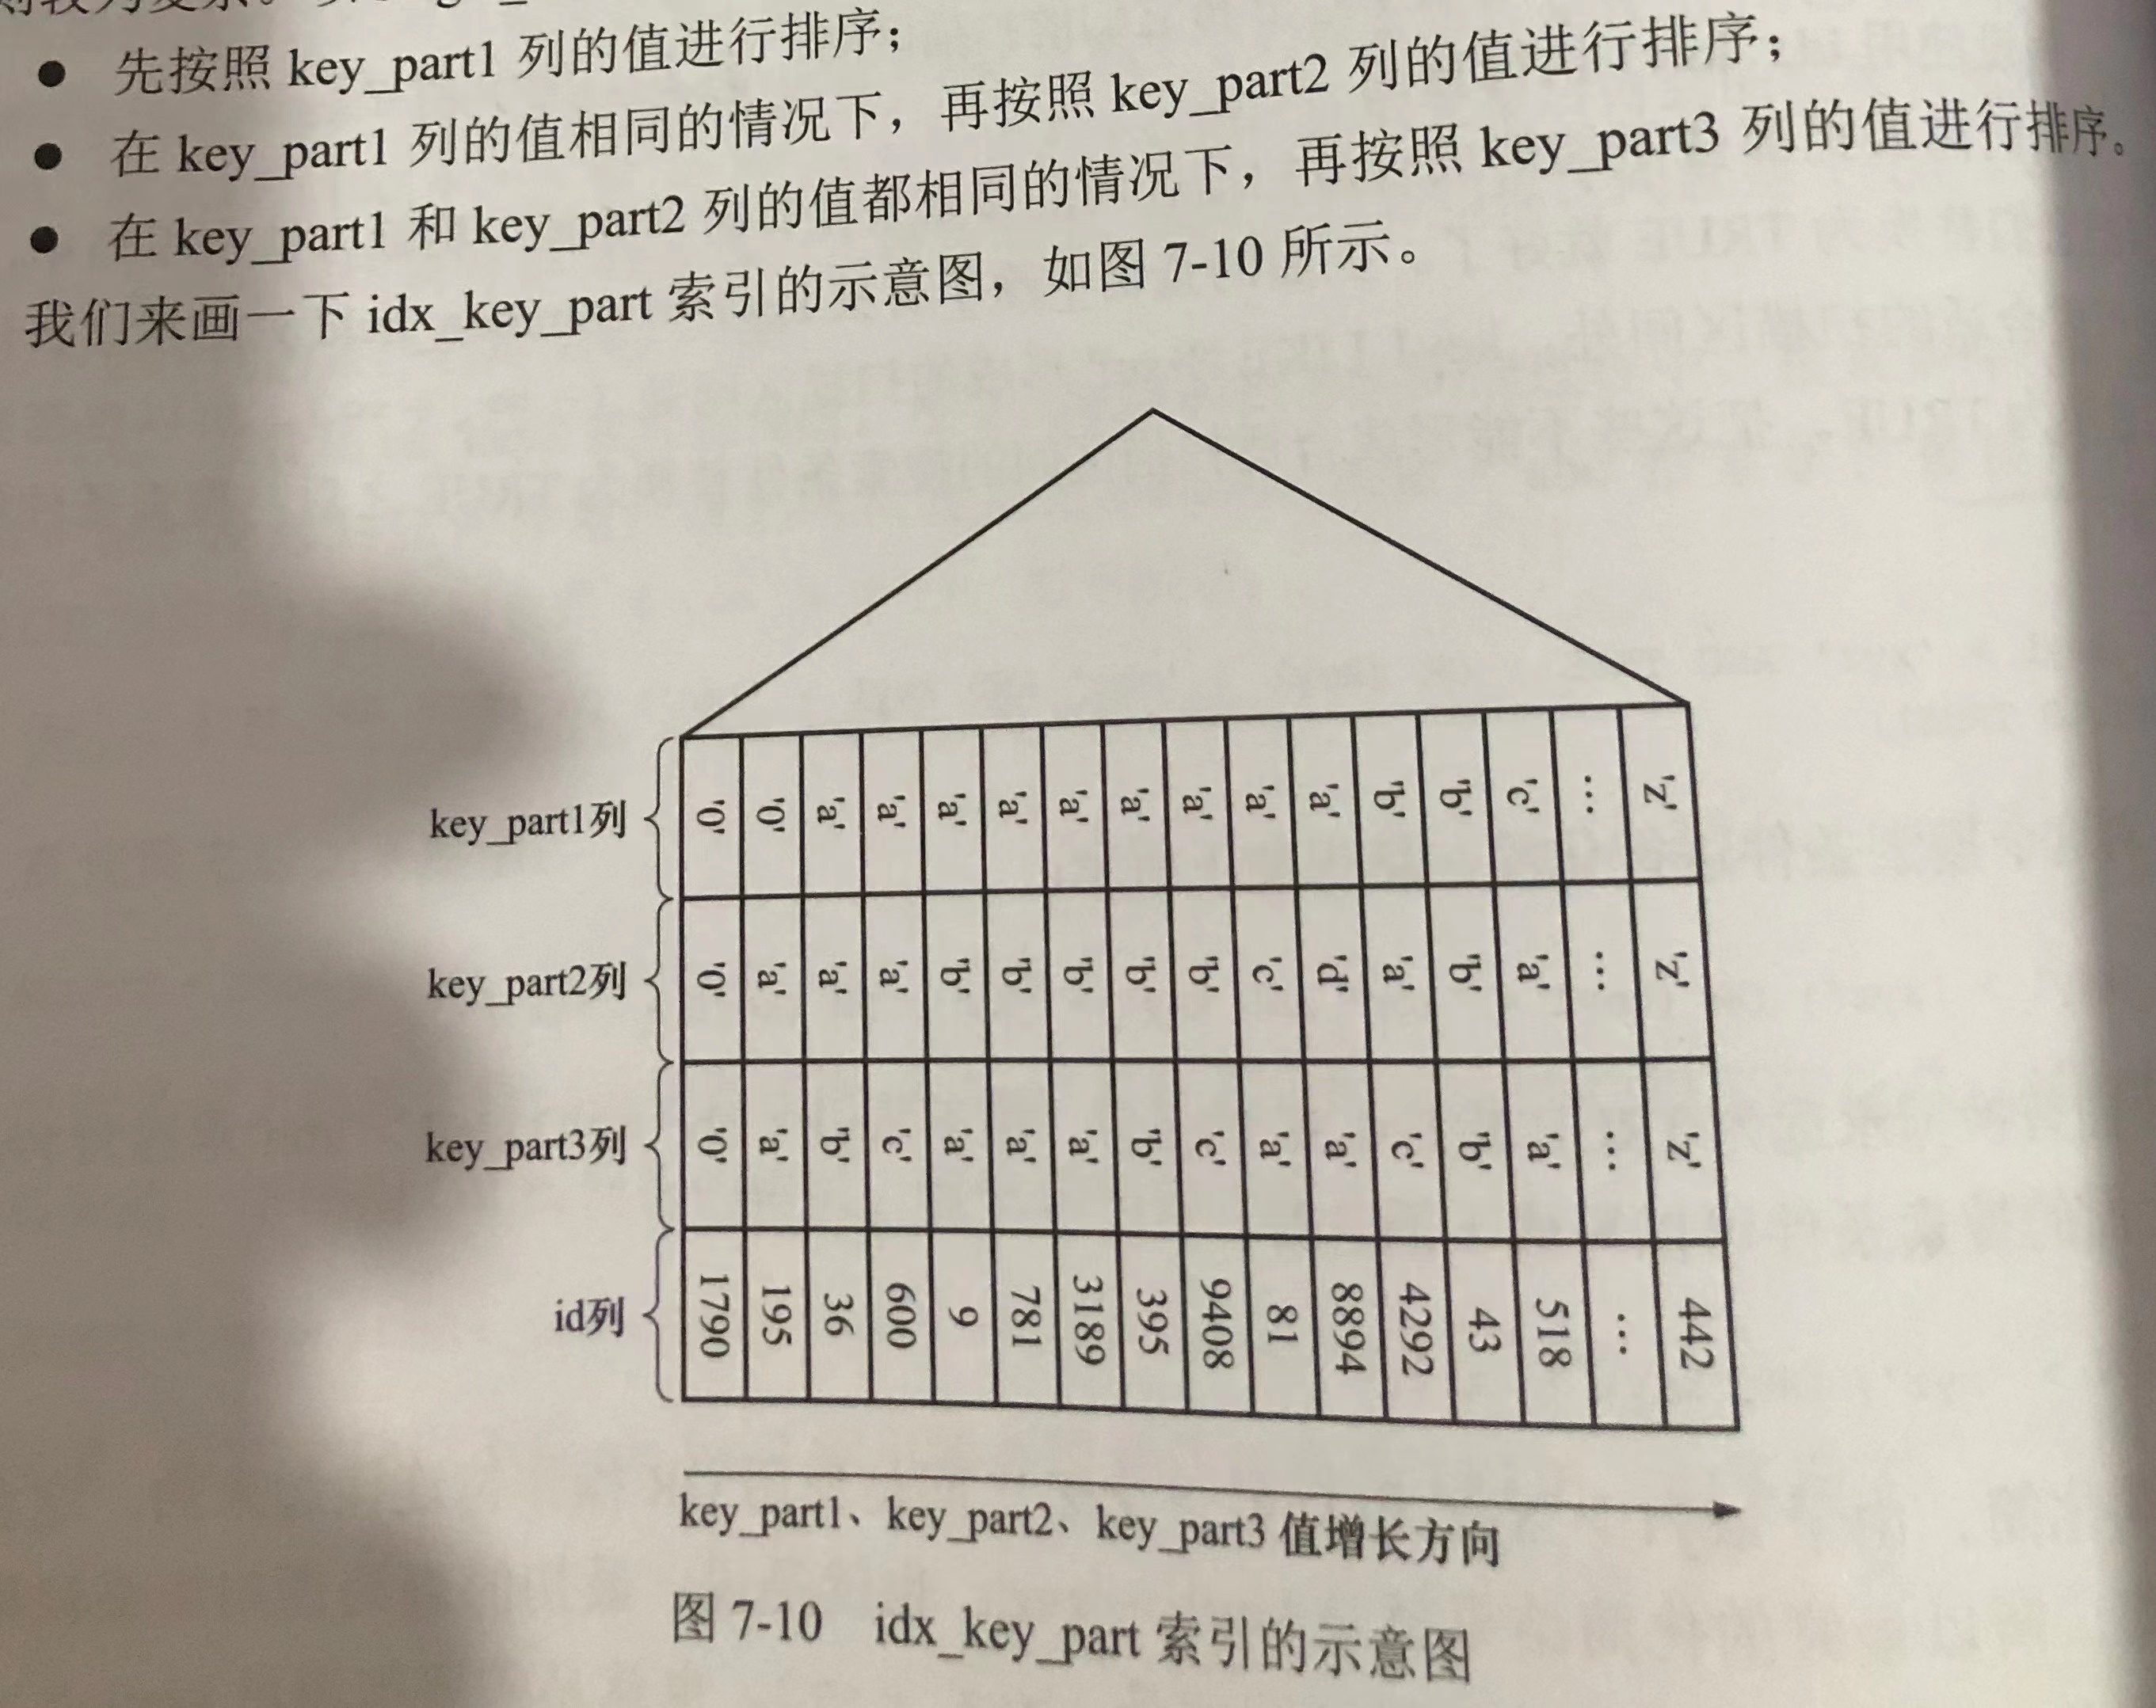 ● 先按照 key_part1 列的值进行排序；
● 在 key_part1 列的值相同的情况下，再按照 key_part2 列的值进行排序；
● 在 key_part1 和 key_part2 列的值都相同的情况下，再按照 key_part3 列的值进行排序。
我们来画一下 idx_key_part 索引的示意图，如图 7-10 所示。
key_part1列 '0' '0' 'a' 'a' 'a' 'a' 'a' 'a' 'a' 'a' 'a' 'b' 'b' 'c' … 'z'
key_part2列 '0' 'a' 'a' 'a' 'b' 'b' 'b' 'b' 'b' 'c' 'd' 'a' 'b' 'a' … 'z'
key_part3列 '0' 'a' 'b' 'c' 'a' 'a' 'a' 'b' 'c' 'a' 'a' 'c' 'b' 'a' … 'z'
id列 1790 195 36 600 9 781 3189 395 9408 81 8894 4292 43 518 … 442
key_part1、key_part2、key_part3 值增长方向
图 7-10 idx_key_part 索引的示意图